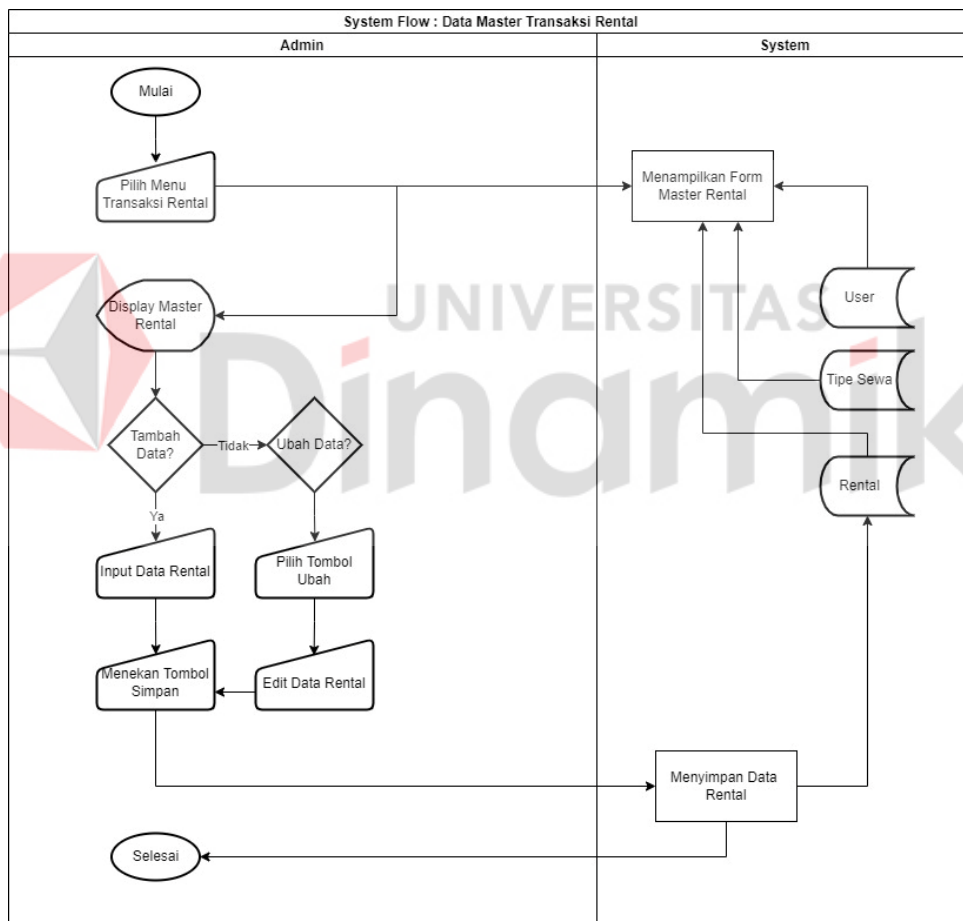 System Flow : Data Master Transaksi Rental
Admin
System
Mulai
Pilih Menu
Transaksi Rental
Menampilkan Form
Master Rental
User
Display Master
Rental
UNIVERSITAS
Dinamik
Tipe Sewa
Tambah
Data?
Tidak
Ubah Data?
Rental
Ya
Input Data Rental
Pilih Tombol
Ubah
Menekan Tombol
Simpan
Edit Data Rental
Menyimpan Data
Rental
Selesai